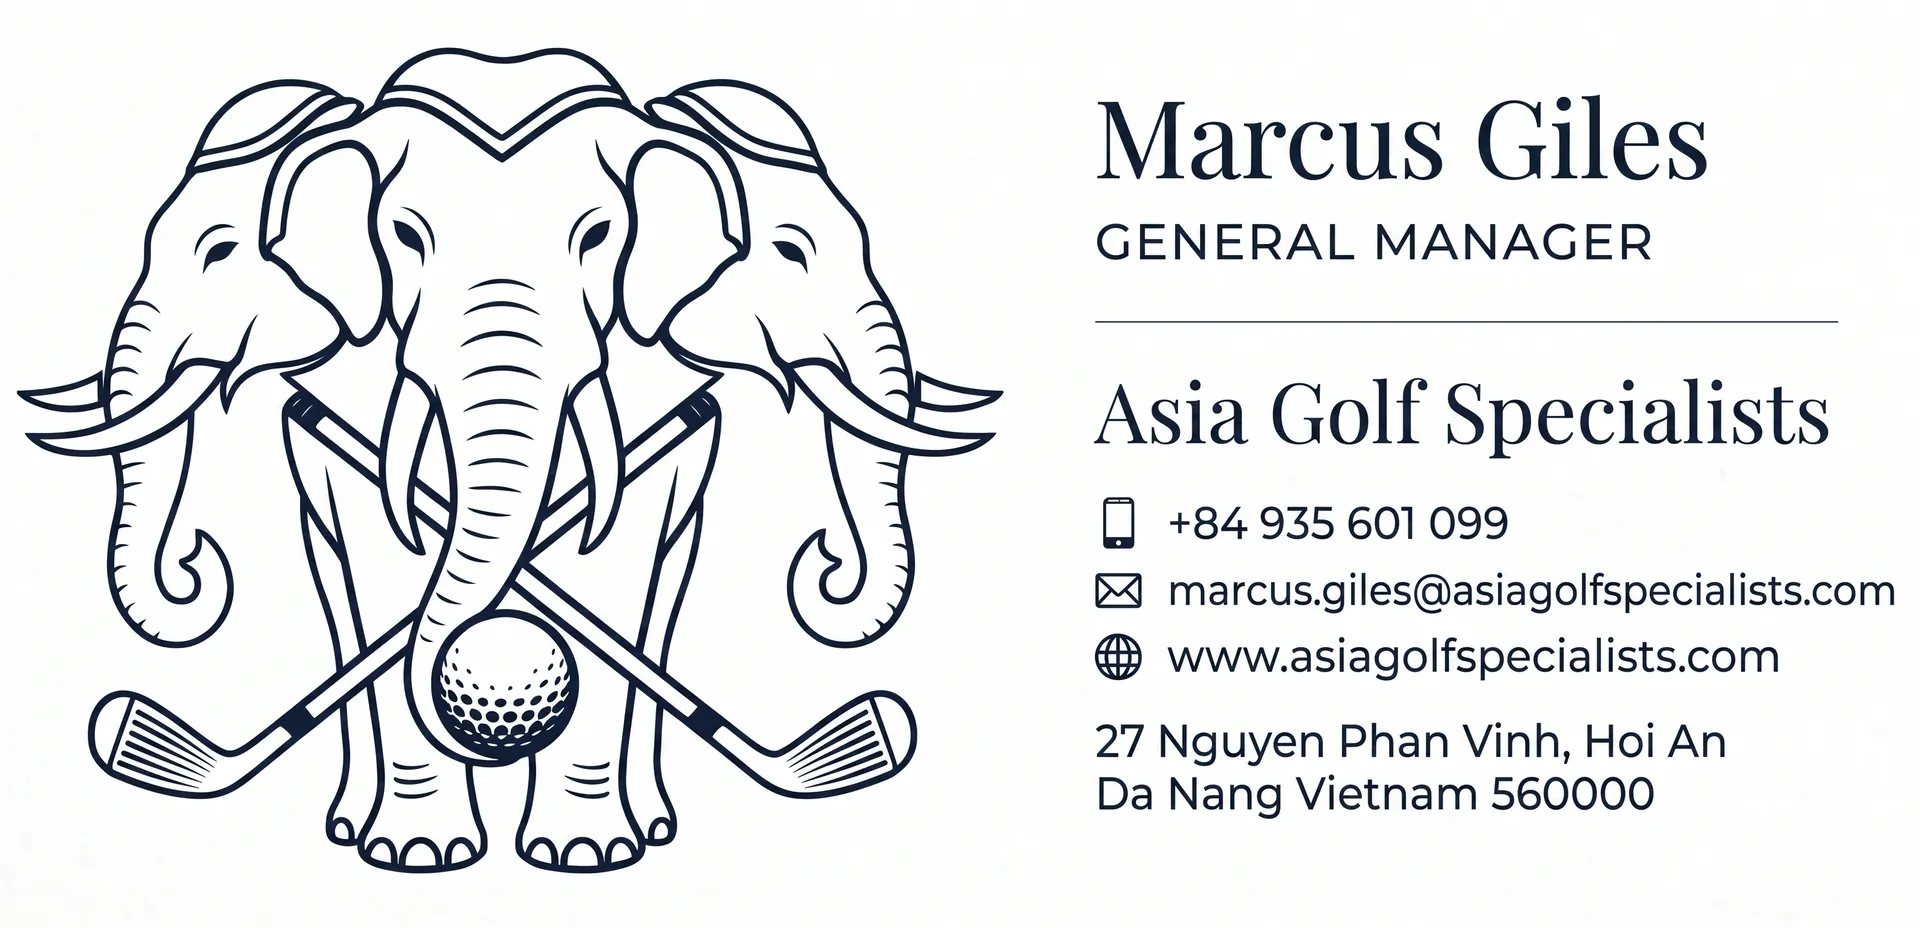 Marcus Giles
GENERAL MANAGER
Asia Golf Specialists
+84 935 601 099
marcus.giles@asiagolfspecialists.com
www.asiagolfspecialists.com
27 Nguyen Phan Vinh, Hoi An
Da Nang Vietnam 560000